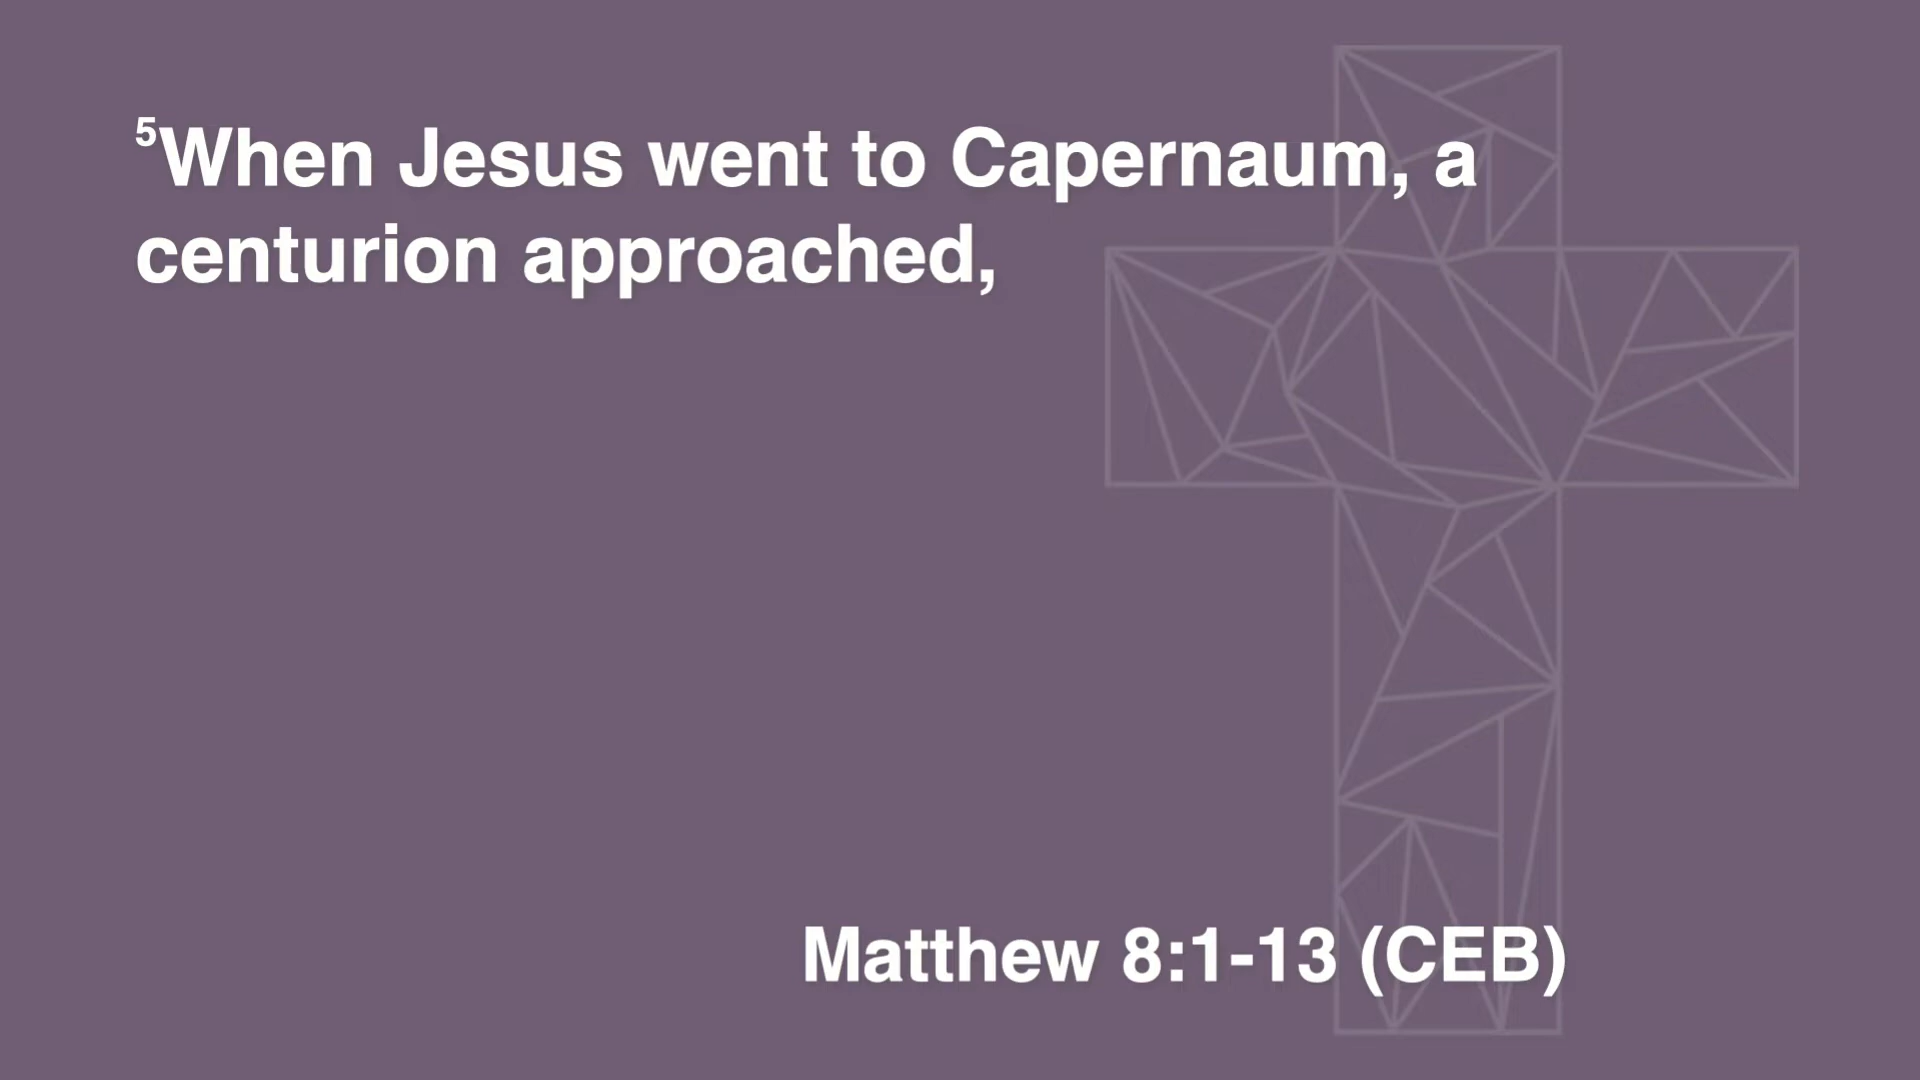 ⁵When Jesus went to Capernaum, a
centurion approached,
Matthew 8:1-13 (CEB)